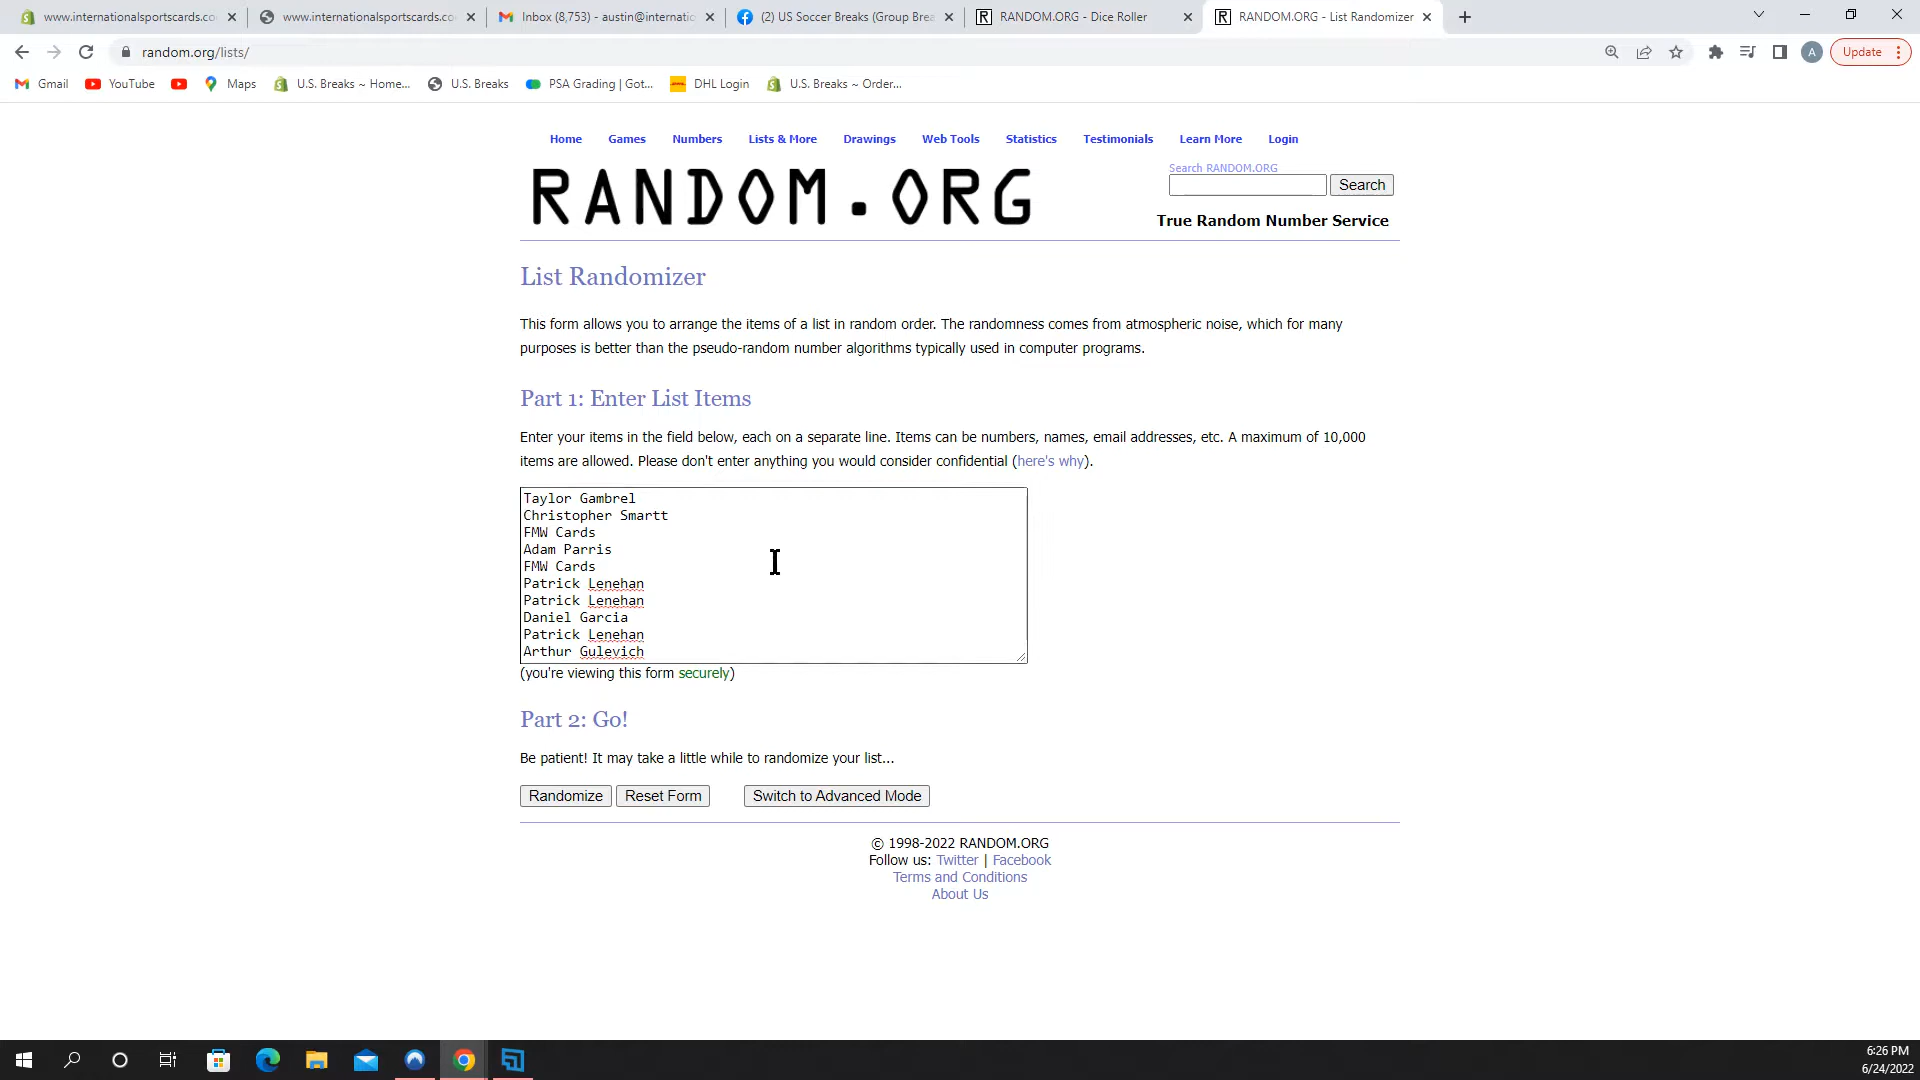 www.internationalsportscards.co
www.internationalsportscards.co
Inbox (8,753) - austin@internatio
(2) US Soccer Breaks (Group Brea
RANDOM.ORG - Dice Roller
RANDOM.ORG - List Randomizer
random.org/lists/
A
Update
Gmail
YouTube
Maps
U.S. Breaks ~ Home...
U.S. Breaks
PSA Grading | Got...
DHL Login
U.S. Breaks ~ Order...
Home
Games
Numbers
Lists & More
Drawings
Web Tools
Statistics
Testimonials
Learn More
Login
RANDOM.ORG
Search RANDOM.ORG
Search
True Random Number Service
List Randomizer
This form allows you to arrange the items of a list in random order. The randomness comes from atmospheric noise, which for many
purposes is better than the pseudo-random number algorithms typically used in computer programs.
Part 1: Enter List Items
Enter your items in the field below, each on a separate line. Items can be numbers, names, email addresses, etc. A maximum of 10,000
items are allowed. Please don't enter anything you would consider confidential (here's why).
Taylor Gambrel
Christopher Smartt
FMW Cards
Adam Parris
FMW Cards
Patrick Lenehan
Patrick Lenehan
Daniel Garcia
Patrick Lenehan
Arthur Gulevich
(you're viewing this form securely)
Part 2: Go!
Be patient! It may take a little while to randomize your list...
Randomize
Reset Form
Switch to Advanced Mode
© 1998-2022 RANDOM.ORG
Follow us: Twitter | Facebook
Terms and Conditions
About Us
6:26 PM
6/24/2022